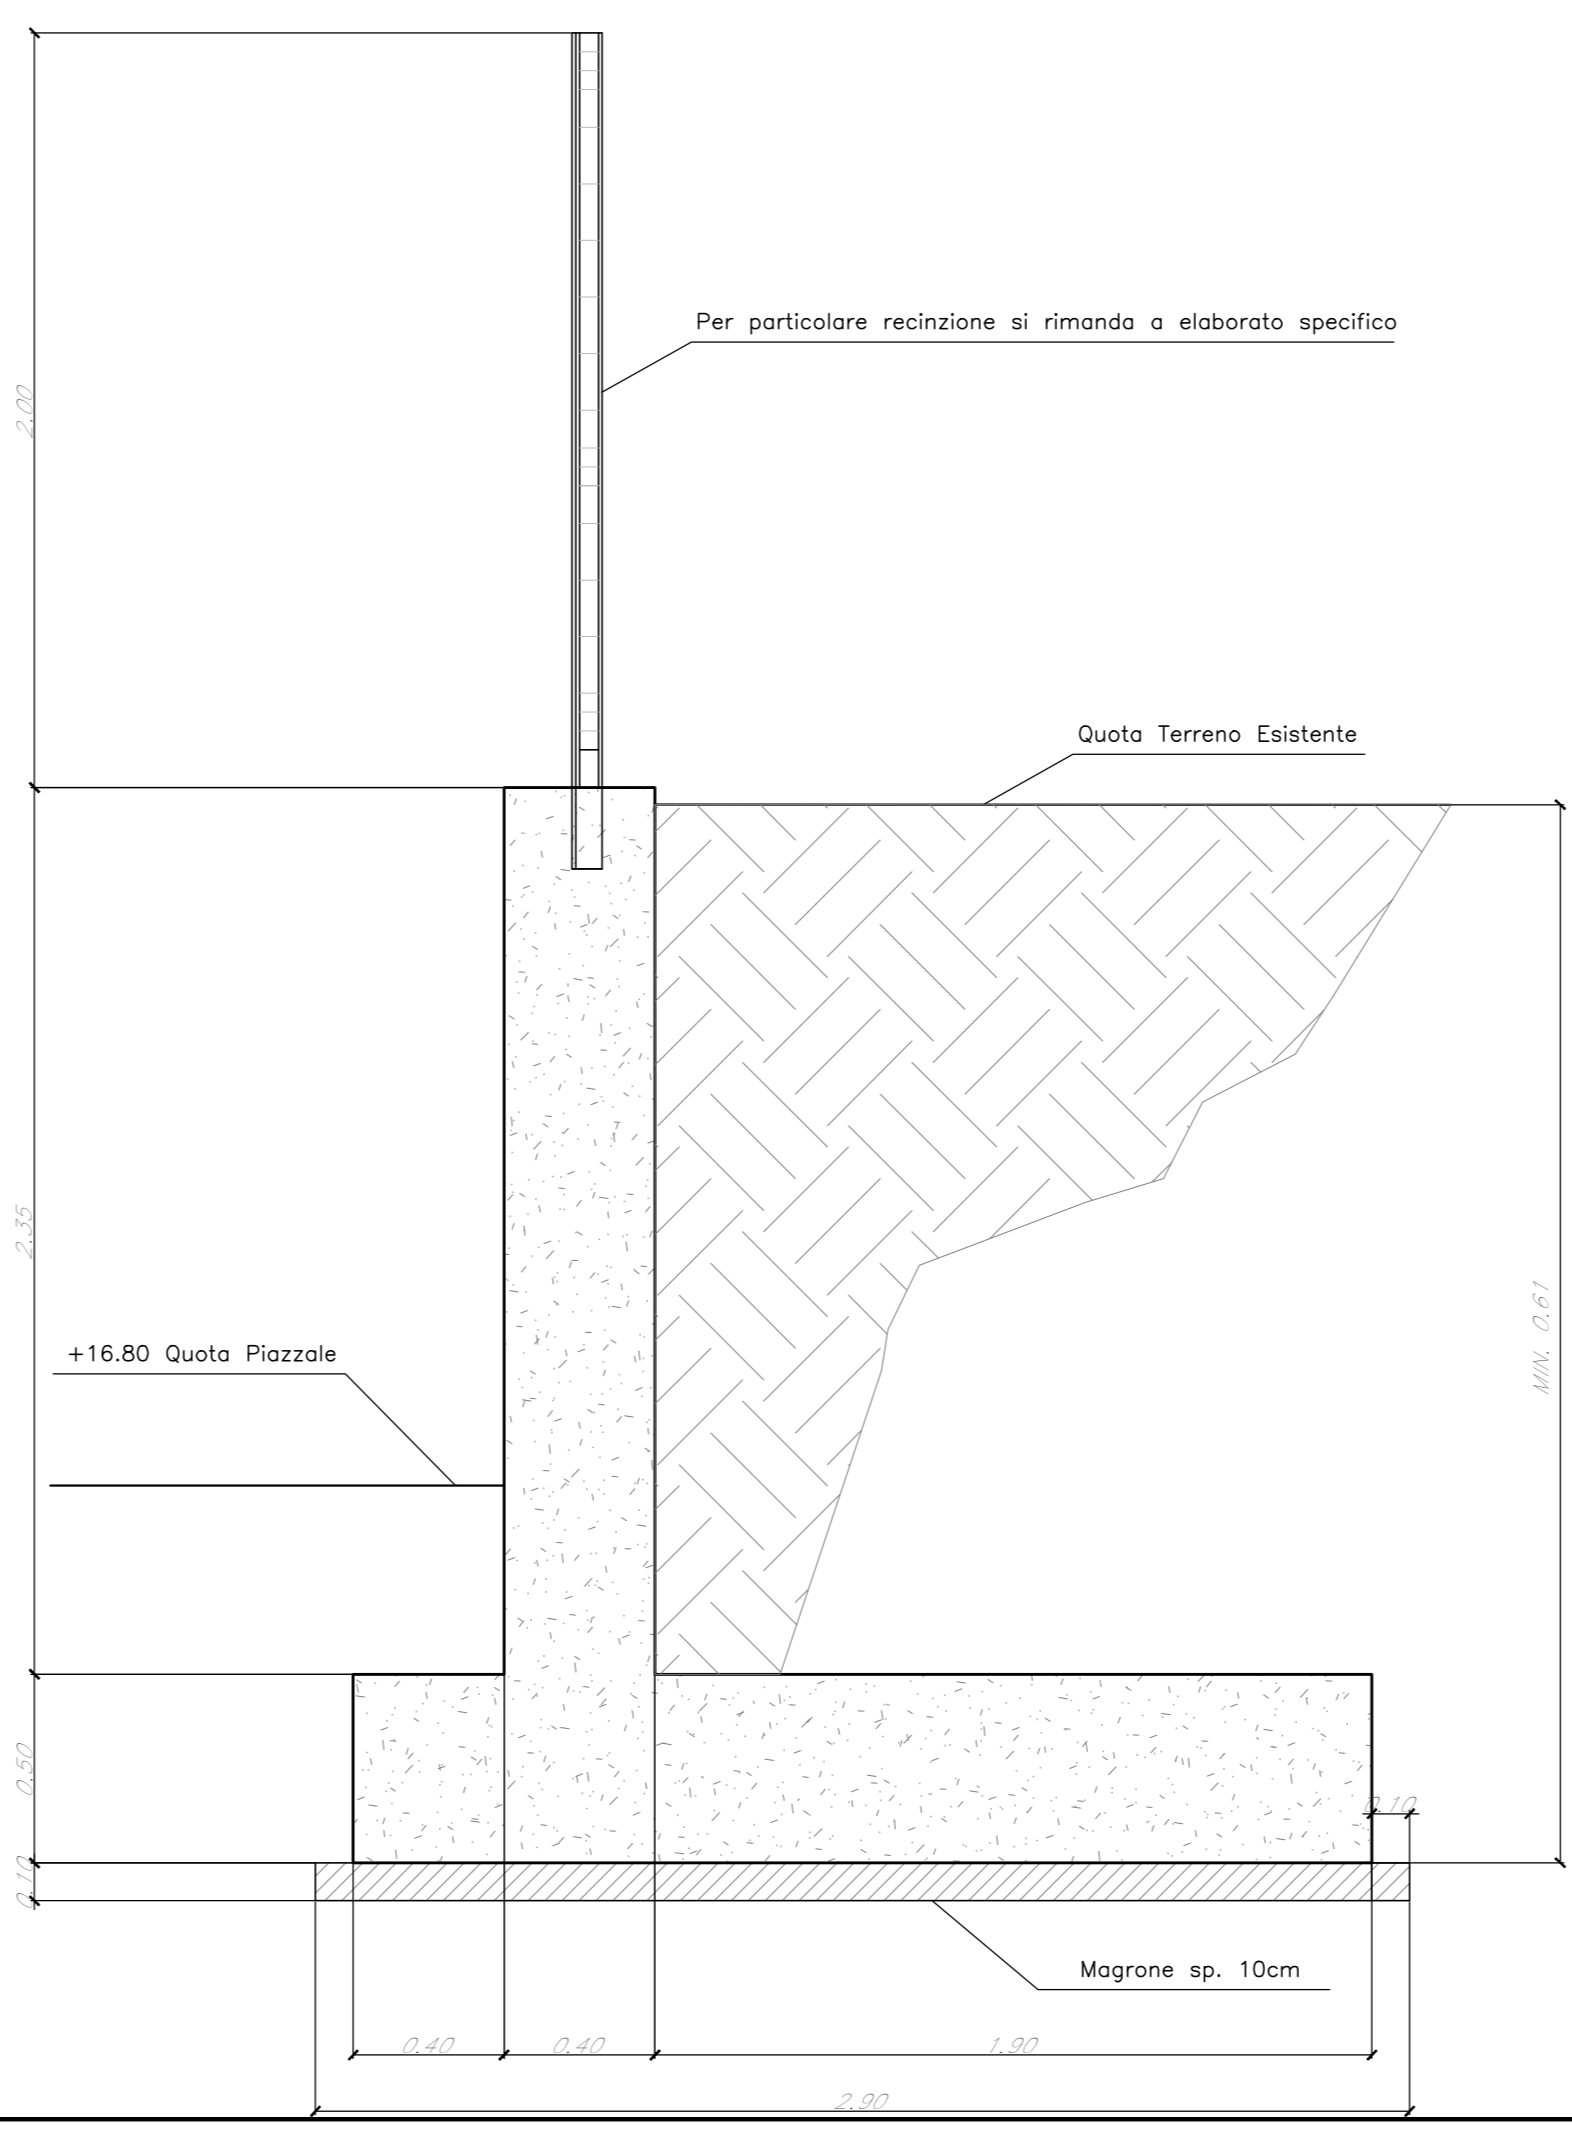 2.00
Per particolare recinzione si rimanda a elaborato specifico
Quota Terreno Esistente
2.35
MIN. 0.61
+16.80 Quota Piazzale
0.50
0.10
0.10
Magrone sp. 10cm
0.40
0.40
1.90
2.90